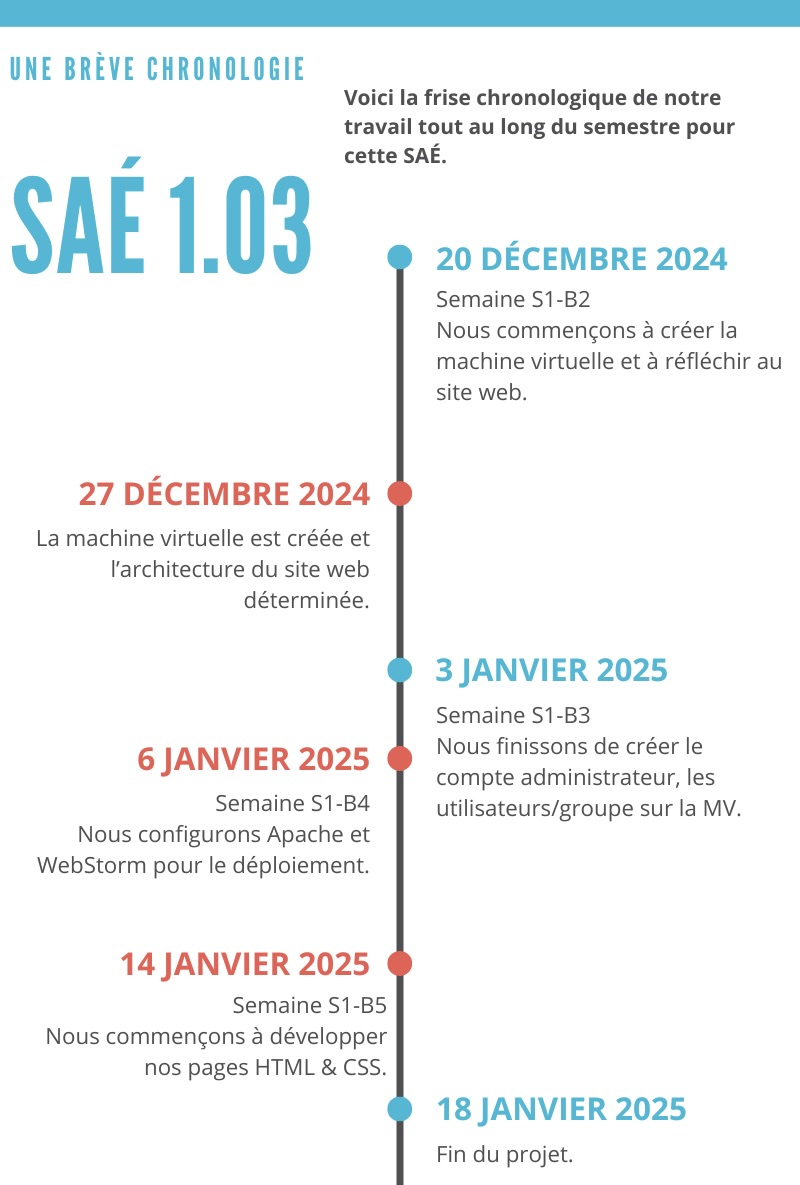 UNE BRÈVE CHRONOLOGIE
Voici la frise chronologique de notre
travail tout au long du semestre pour
cette SAÉ.
SAÉ 1.03
20 DÉCEMBRE 2024
Semaine S1-B2
Nous commençons à créer la
machine virtuelle et à réfléchir au
site web.
27 DÉCEMBRE 2024
La machine virtuelle est créée et
l’architecture du site web
déterminée.
3 JANVIER 2025
Semaine S1-B3
Nous finissons de créer le
compte administrateur, les
utilisateurs/groupe sur la MV.
6 JANVIER 2025
Semaine S1-B4
Nous configurons Apache et
WebStorm pour le déploiement.
14 JANVIER 2025
Semaine S1-B5
Nous commençons à développer
nos pages HTML & CSS.
18 JANVIER 2025
Fin du projet.